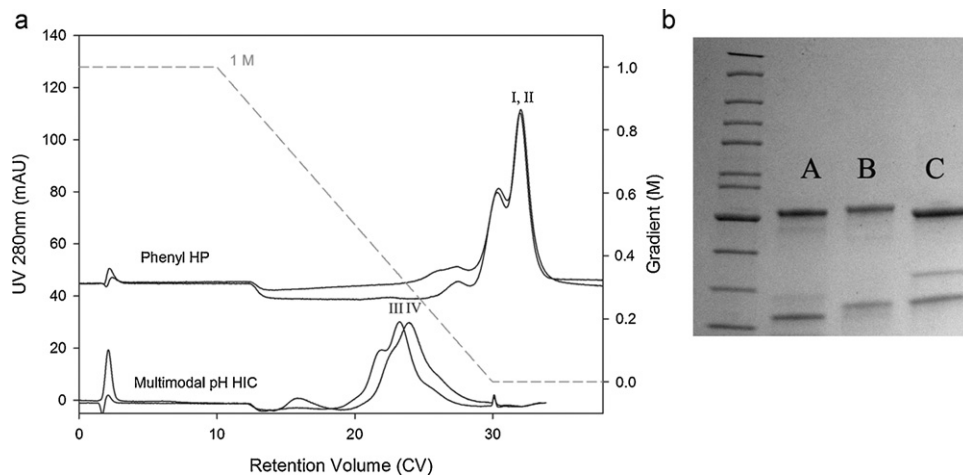 a
b
140
120
100
80
60
40
20
0
UV 280nm (mAU)
1 M
I, II
Phenyl HP
III IV
Multimodal pH HIC
1.0
0.8
0.6
0.4
0.2
0.0
Gradient (M)
0
10
20
30
Retention Volume (CV)
A
B
C